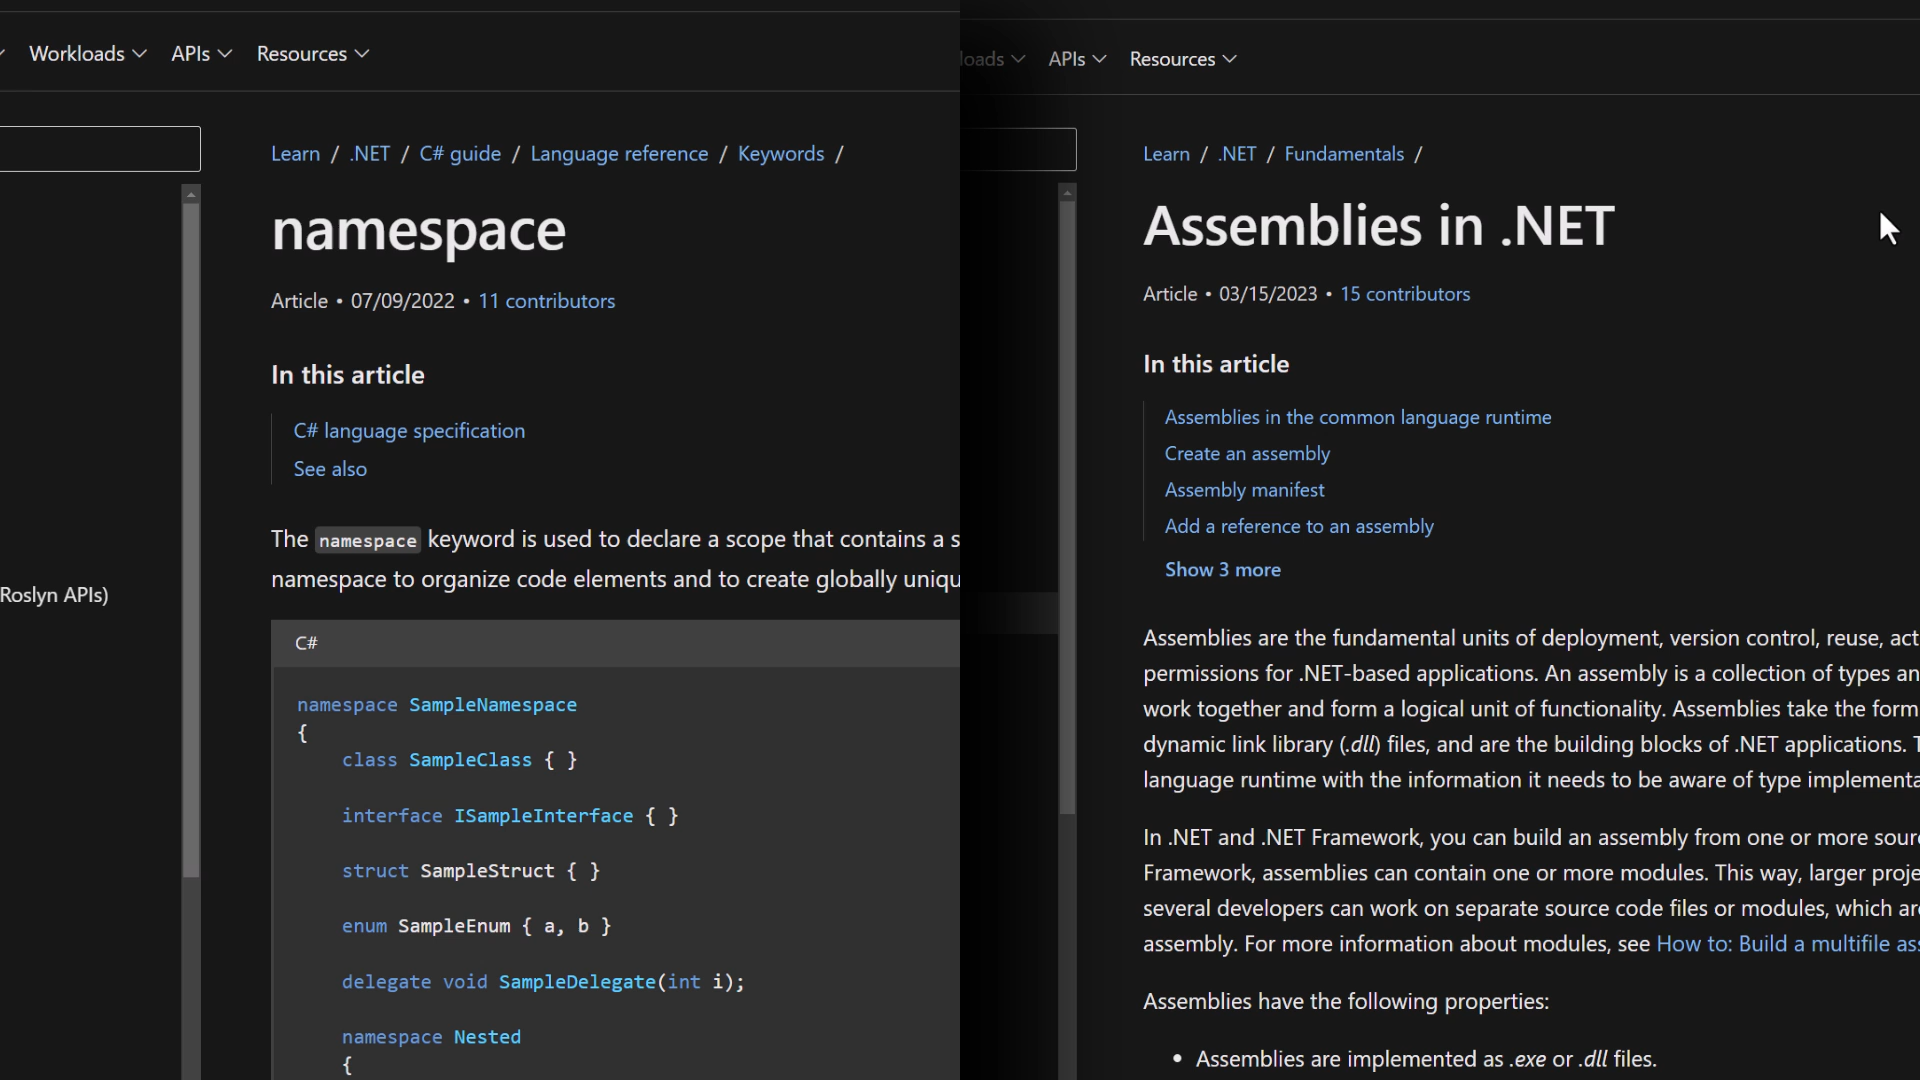 Workloads APIs Resources
Learn / .NET / C# guide / Language reference / Keywords /
namespace
Article • 07/09/2022 • 11 contributors
In this article
C# language specification
See also
The namespace keyword is used to declare a scope that contains a s
namespace to organize code elements and to create globally uniqu
Roslyn APIs)
C#
namespace SampleNamespace
{
class SampleClass { }
interface ISampleInterface { }
struct SampleStruct { }
enum SampleEnum { a, b }
delegate void SampleDelegate(int i);
namespace Nested
{
loads APIs Resources
Learn / .NET / Fundamentals /
Assemblies in .NET
Article • 03/15/2023 • 15 contributors
In this article
Assemblies in the common language runtime
Create an assembly
Assembly manifest
Add a reference to an assembly
Show 3 more
Assemblies are the fundamental units of deployment, version control, reuse, act
permissions for .NET-based applications. An assembly is a collection of types an
work together and form a logical unit of functionality. Assemblies take the form
dynamic link library (.dll) files, and are the building blocks of .NET applications. T
language runtime with the information it needs to be aware of type implementa
In .NET and .NET Framework, you can build an assembly from one or more sour
Framework, assemblies can contain one or more modules. This way, larger proje
several developers can work on separate source code files or modules, which are
assembly. For more information about modules, see How to: Build a multifile ass
Assemblies have the following properties:
• Assemblies are implemented as .exe or .dll files.